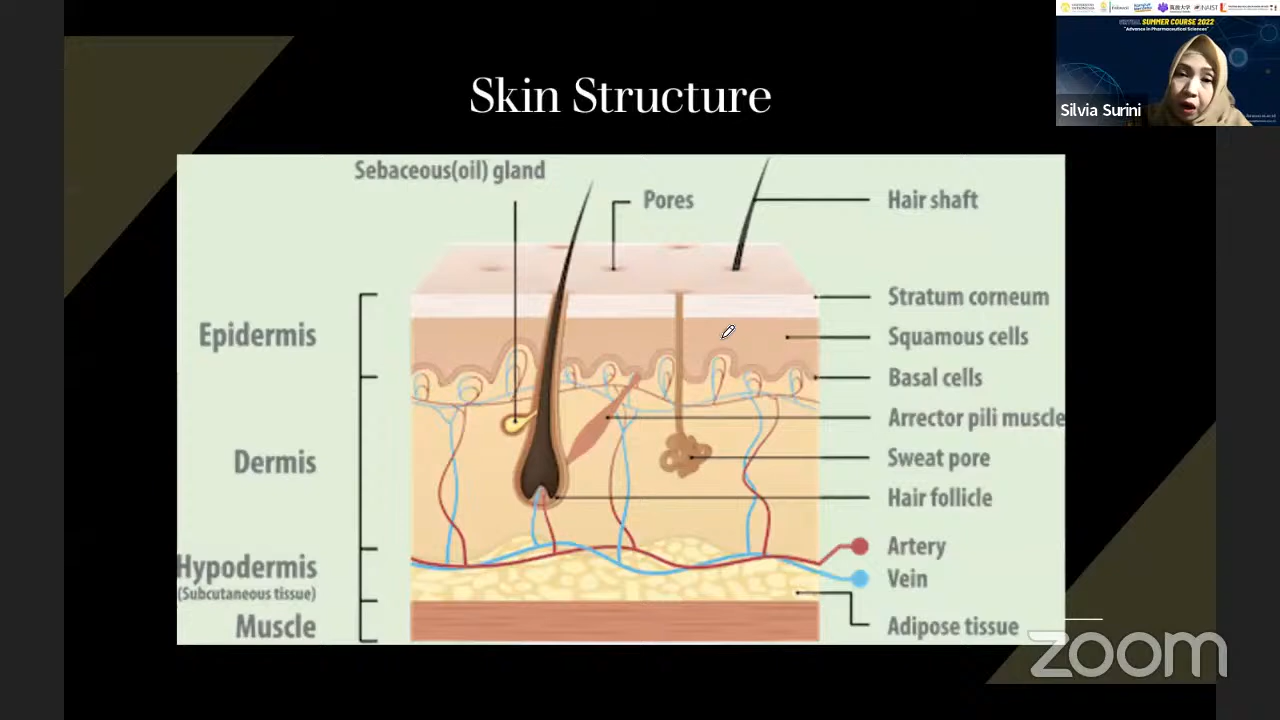 SUMMER COURSE 2022
"Advance in Pharmaceutical Sciences"
Silvia Surini
Skin Structure
Sebaceous(oil) gland
Pores
Hair shaft
Stratum corneum
Squamous cells
Basal cells
Arrector pili muscle
Sweat pore
Hair follicle
Artery
Vein
Adipose tissue
Epidermis
Dermis
Hypodermis
(Subcutaneous tissue)
Muscle
zoom